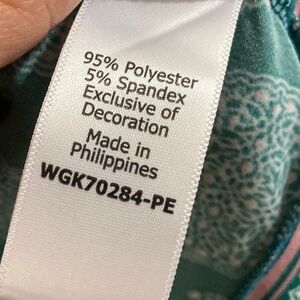 95% Polyester
5% Spandex
Exclusive of
Decoration
Made in
Philippines
WGK70284-PE